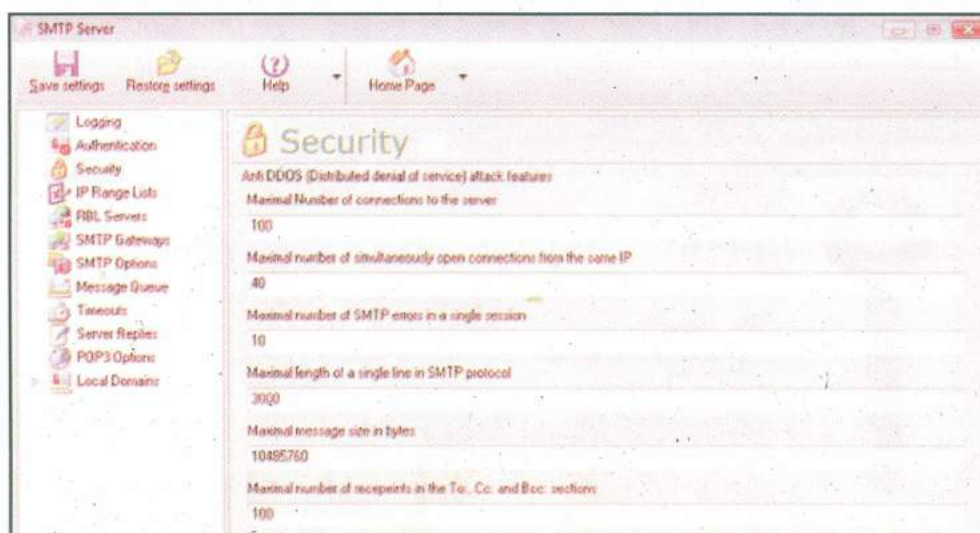 SMTP Server
Save settings Restore settings Help Home Page
Logging
Authentication
Security
IP Range Lists
RBL Servers
SMTP Gateways
SMTP Options
Message Queue
Timeouts
Server Replies
POP3 Options
Local Domains
Security
Anti DDOS (Distributed denial of service) attack features
Maximal Number of connections to the server
100
Maximal number of simultaneously open connections from the same IP
40
Maximal number of SMTP errors in a single session
10
Maximal length of a single line in SMTP protocol
3000
Maximal message size in bytes
10485760
Maximal number of recepeints in the To:, Cc: and Bcc: sections
100